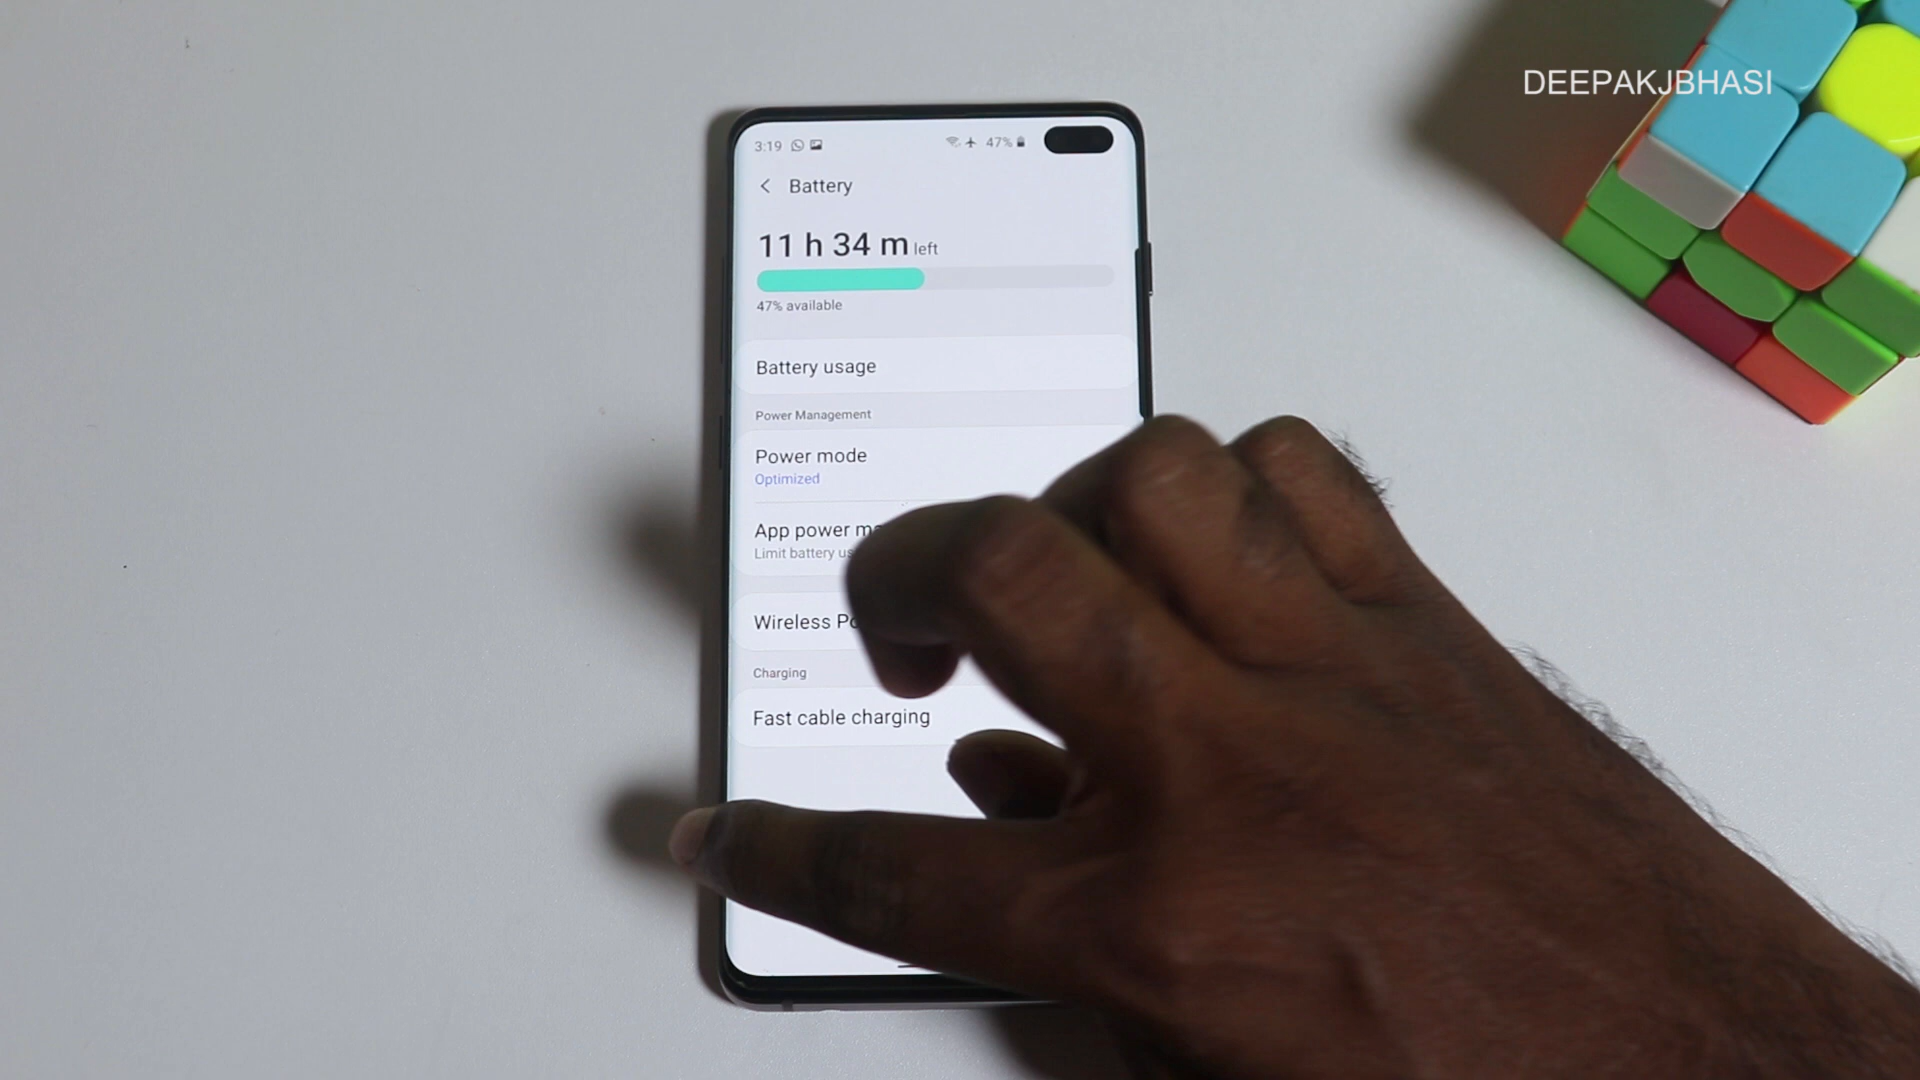 DEEPAKJBHASI
3:19 47%
Battery
11 h 34 m left
47% available
Battery usage
Power Management
Power mode
Optimized
App power
Limit battery
Wireless
Charging
Fast cable charging